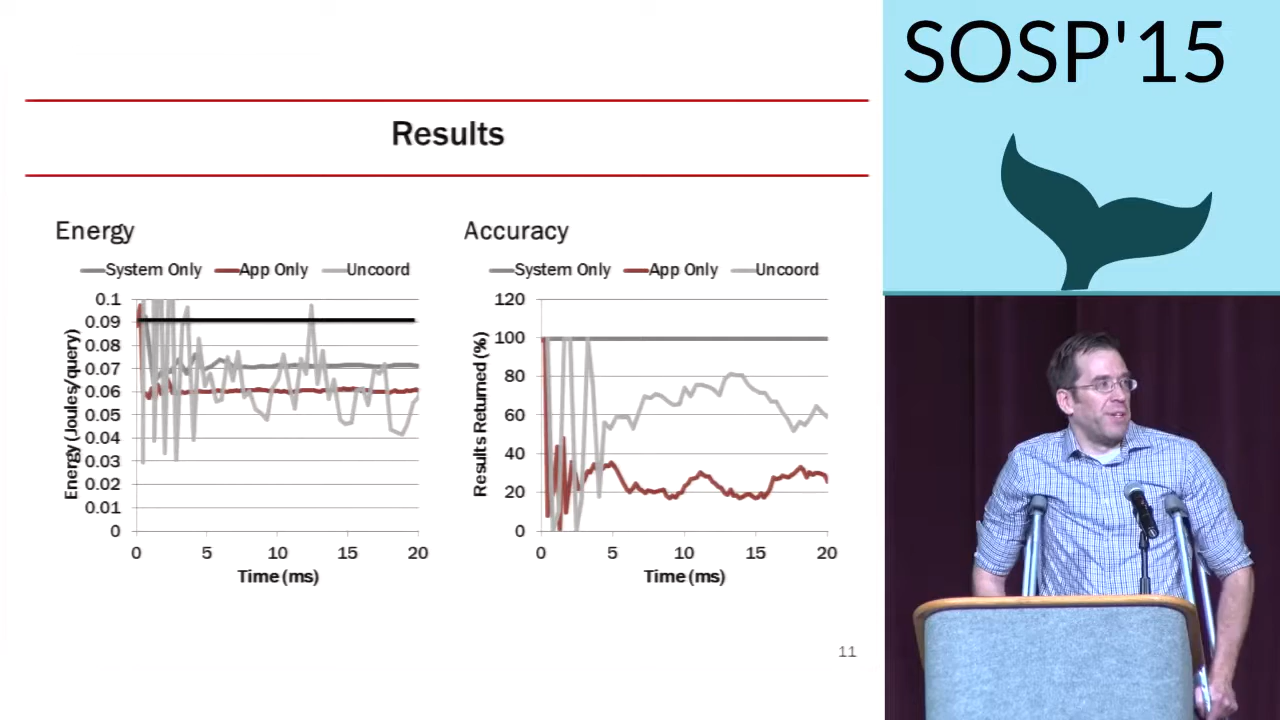 Results
Energy
System Only App Only Uncoord
Energy (Joules/query)
0.1
0.09
0.08
0.07
0.06
0.05
0.04
0.03
0.02
0.01
0
0 5 10 15 20
Time (ms)
Accuracy
System Only App Only Uncoord
Results Returned (%)
120
100
80
60
40
20
0
0 5 10 15 20
Time (ms)
11
SOSP'15